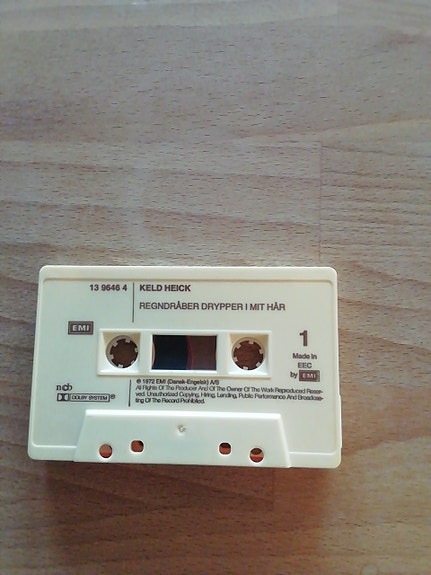 13 9646 4
KELD HEICK
REGNDRÅBER DRYPPER I MIT HÅR
EMI
1
Made in
EEC
by EMI
℗ 1972 EMI (Dansk-Engelsk) A/S
All Rights Of The Producer And Of The Owner Of The Work Reproduced Reser-
ved. Unauthorized Copying, Hiring, Lending, Public Performance And Broadcas-
ting Of The Record Prohibited.
ncb
DOLBY SYSTEM ®